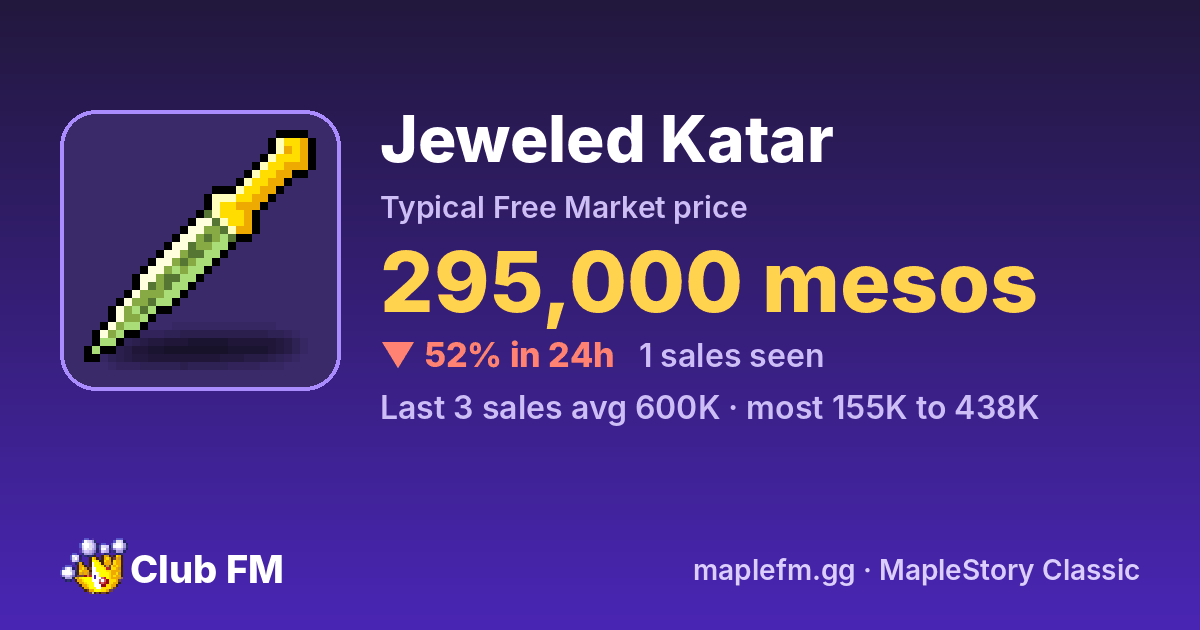 Jeweled Katar
Typical Free Market price
295,000 mesos
▼ 52% in 24h 1 sales seen
Last 3 sales avg 600K · most 155K to 438K
Club FM
maplefm.gg · MapleStory Classic